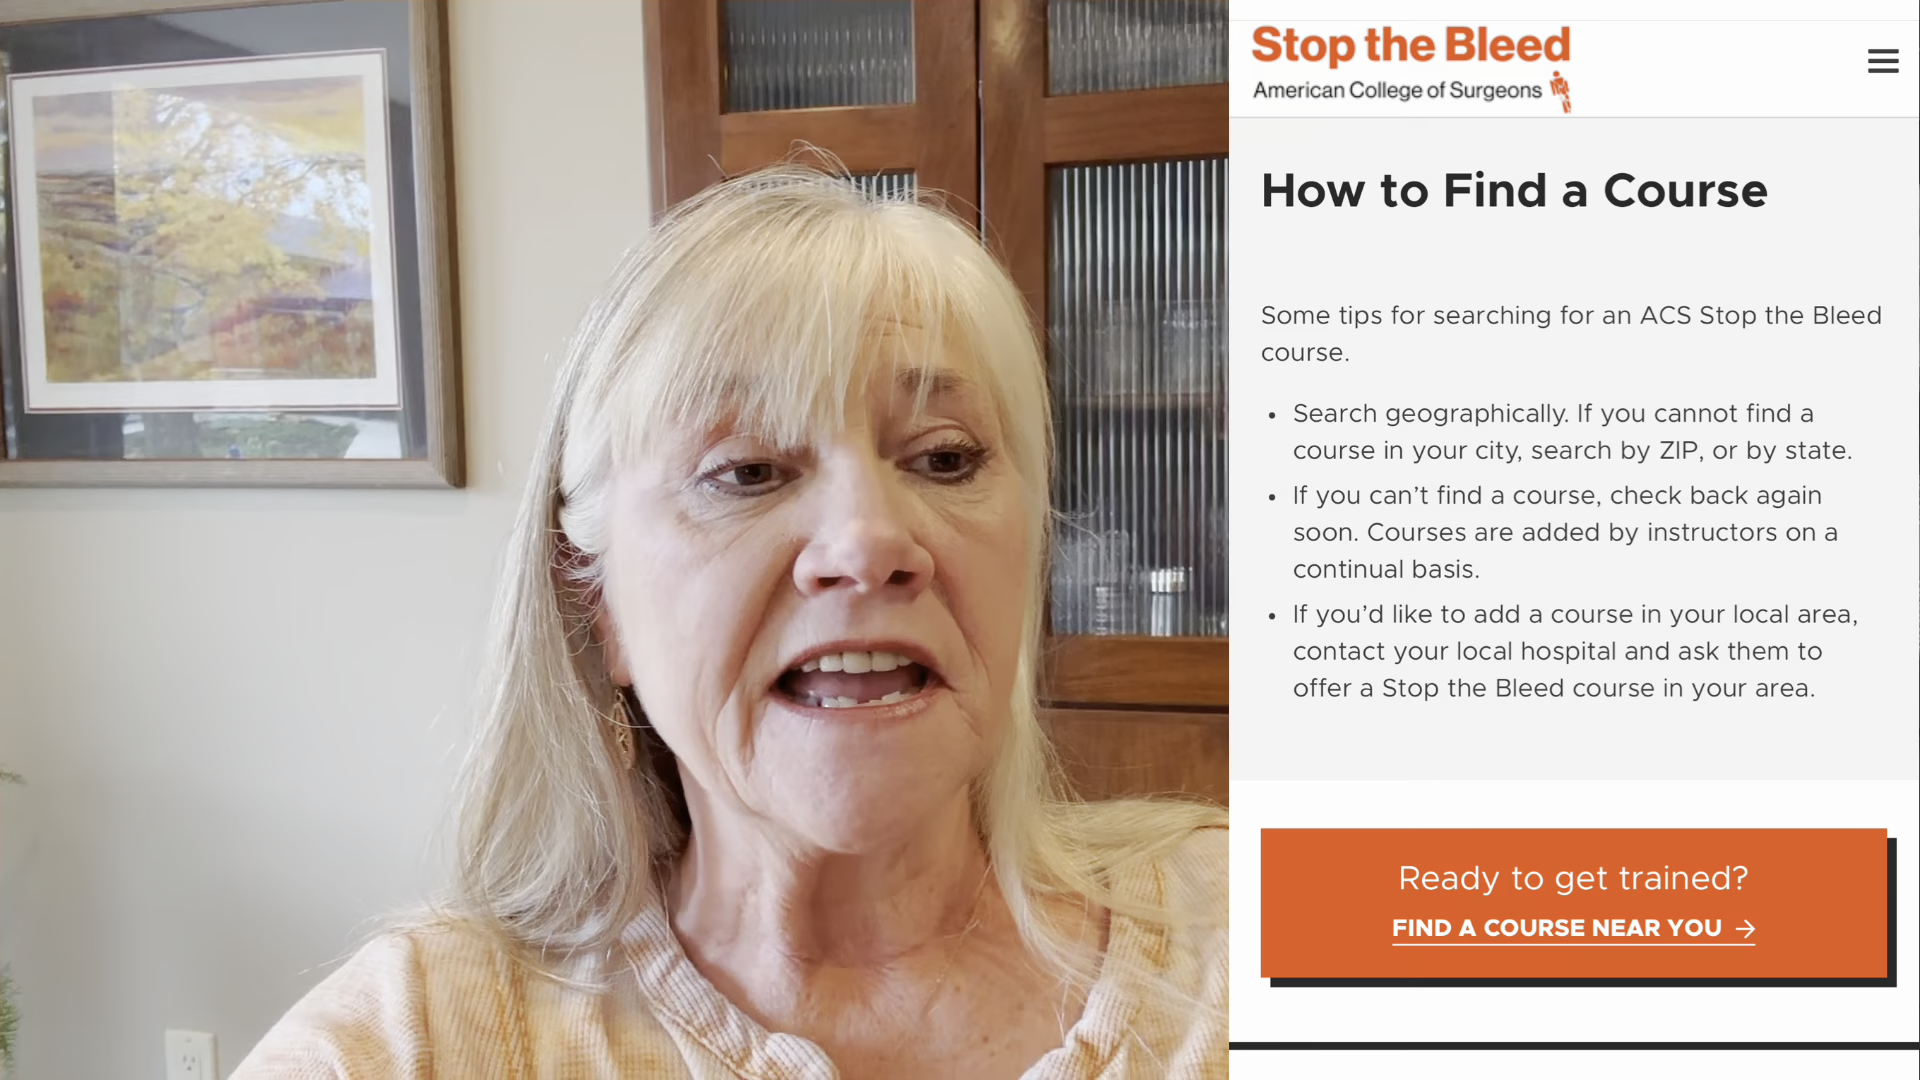 Stop the Bleed
American College of Surgeons
How to Find a Course
Some tips for searching for an ACS Stop the Bleed
course.
• Search geographically. If you cannot find a
course in your city, search by ZIP, or by state.
• If you can’t find a course, check back again
soon. Courses are added by instructors on a
continual basis.
• If you’d like to add a course in your local area,
contact your local hospital and ask them to
offer a Stop the Bleed course in your area.
Ready to get trained?
FIND A COURSE NEAR YOU →